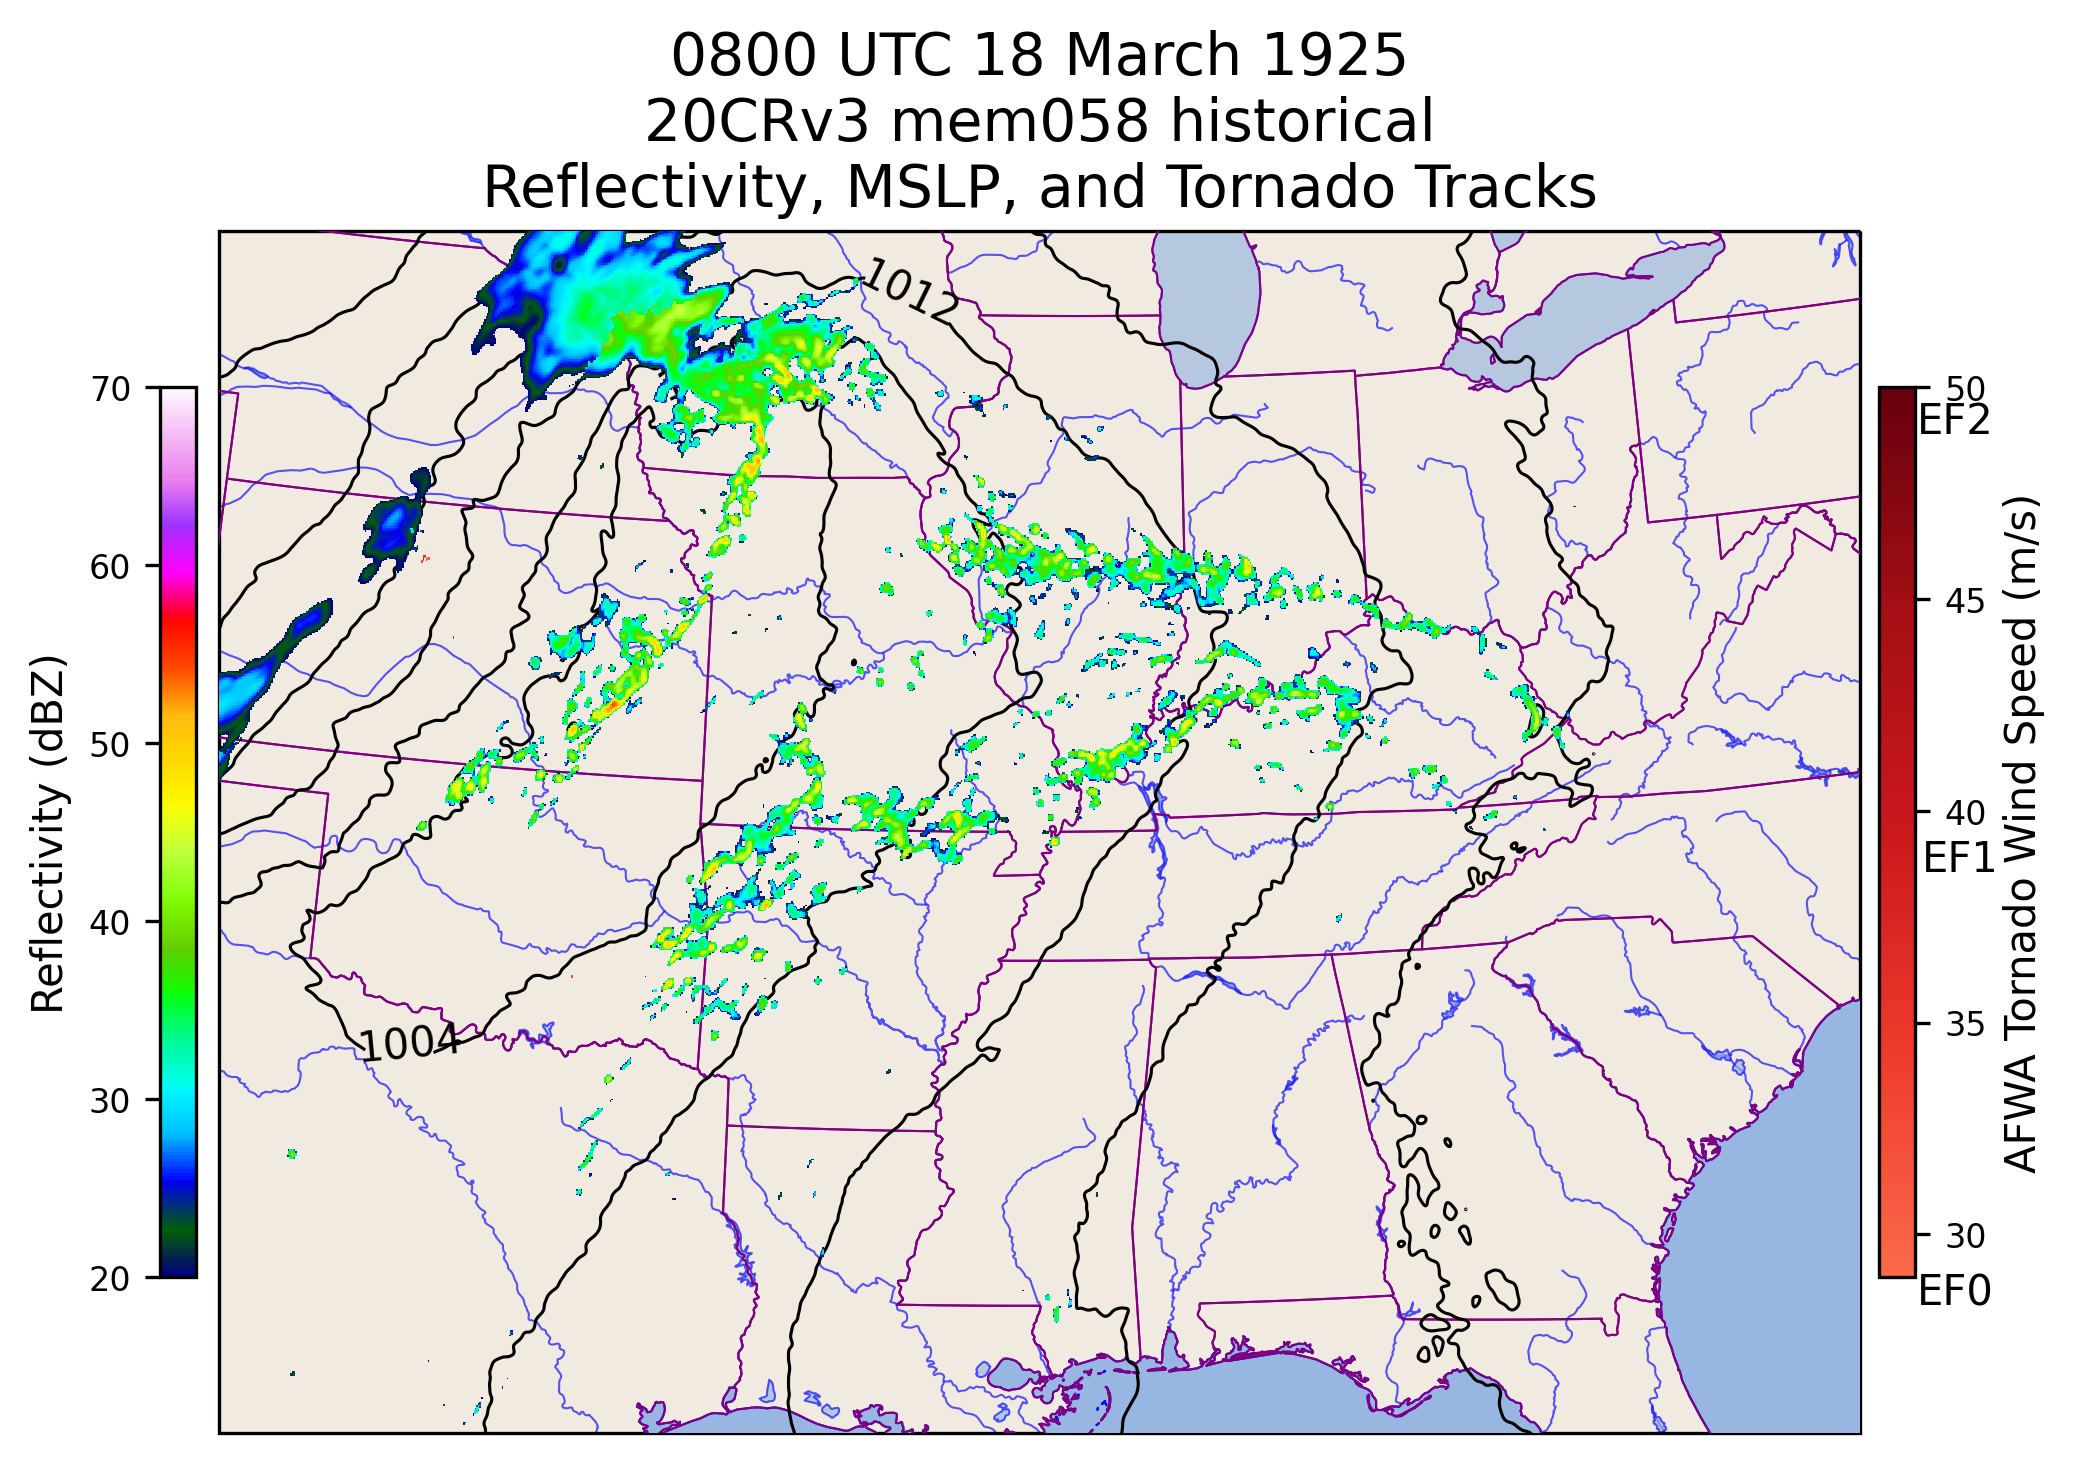 0800 UTC 18 March 1925
20CRv3 mem058 historical
Reflectivity, MSLP, and Tornado Tracks
1012
1004
70
60
50
40
30
20
Reflectivity (dBZ)
50
EF2
45
40
EF1
35
30
EF0
AFWA Tornado Wind Speed (m/s)